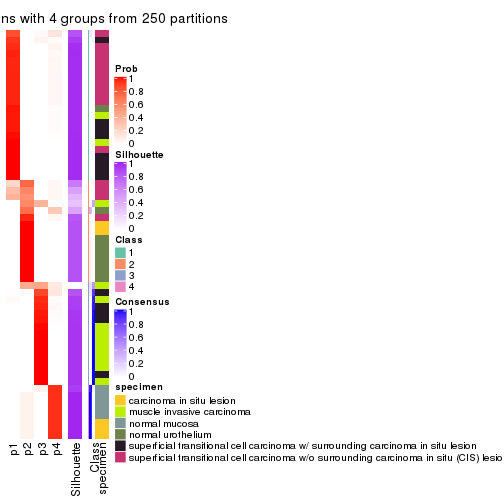 ns with 4 groups from 250 partitions
Prob
1
0.8
0.6
0.4
0.2
0
Silhouette
1
0.8
0.6
0.4
0.2
0
Class
1
2
3
4
Consensus
1
0.8
0.6
0.4
0.2
0
specimen
carcinoma in situ lesion
muscle invasive carcinoma
normal mucosa
normal urothelium
superficial transitional cell carcinoma w/ surrounding carcinoma in situ lesion
superficial transitional cell carcinoma w/o surrounding carcinoma in situ (CIS) lesio
p1
p2
p3
p4
Silhouette
Class
specimen